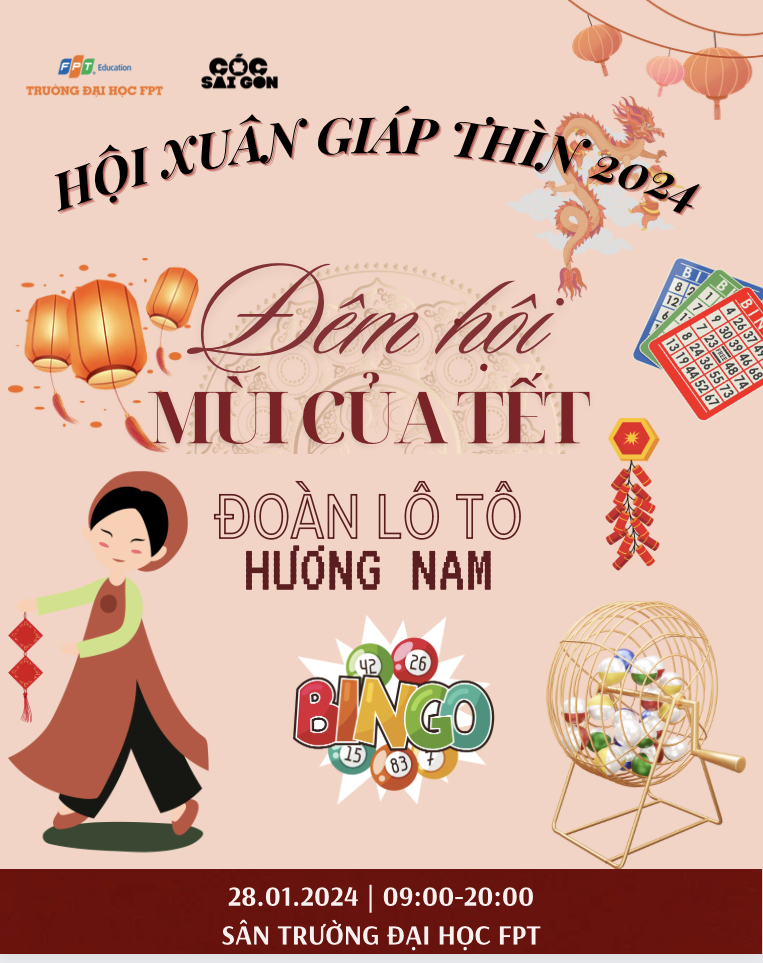 FPT Education
TRƯỜNG ĐẠI HỌC FPT
GÓC
SÀI GÒN
HỘI XUÂN GIÁP THÌN 2024
Đêm hội
MÙI CỦA TẾT
ĐOÀN LÔ TÔ
HƯƠNG NAM
42 26
BINGO
15 83 7
28.01.2024 | 09:00-20:00
SÂN TRƯỜNG ĐẠI HỌC FPT